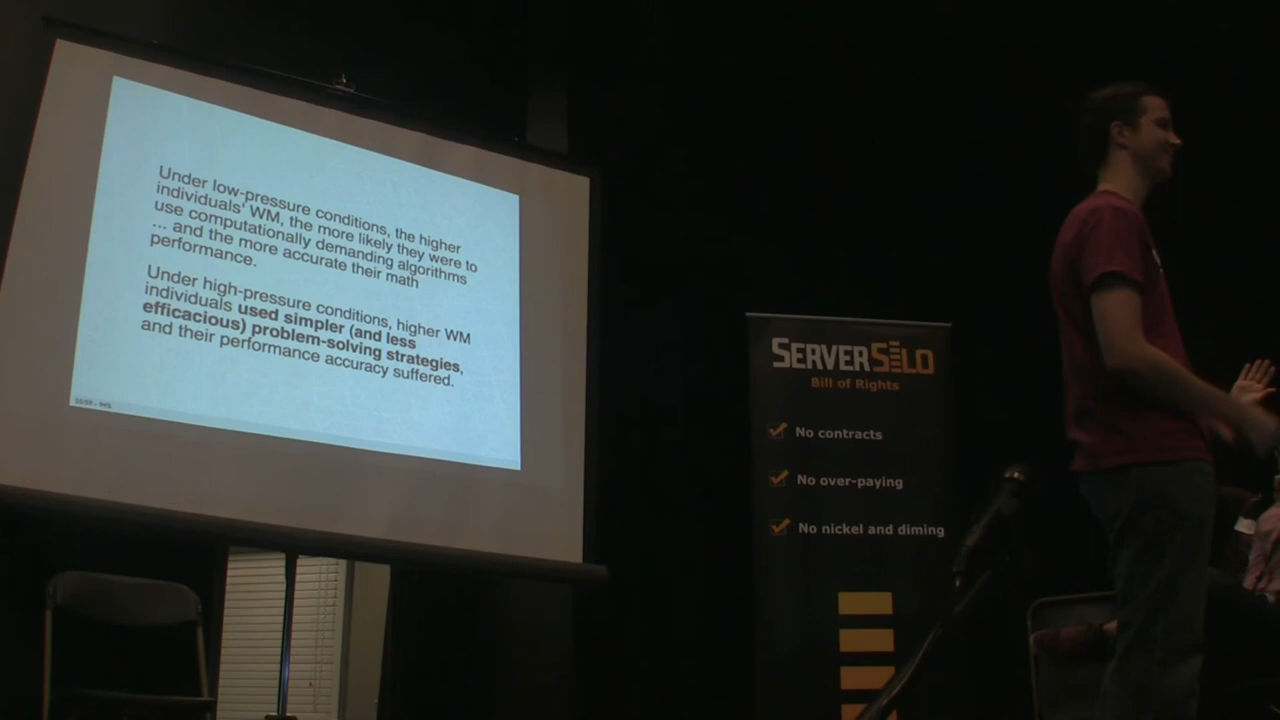 Under low-pressure conditions, the higher
individuals' WM, the more likely they were to
use computationally demanding algorithms
... and the more accurate their math
performance.
Under high-pressure conditions, higher WM
individuals used simpler (and less
efficacious) problem-solving strategies,
and their performance accuracy suffered.
SERVERSILO
Bill of Rights
No contracts
No over-paying
No nickel and diming